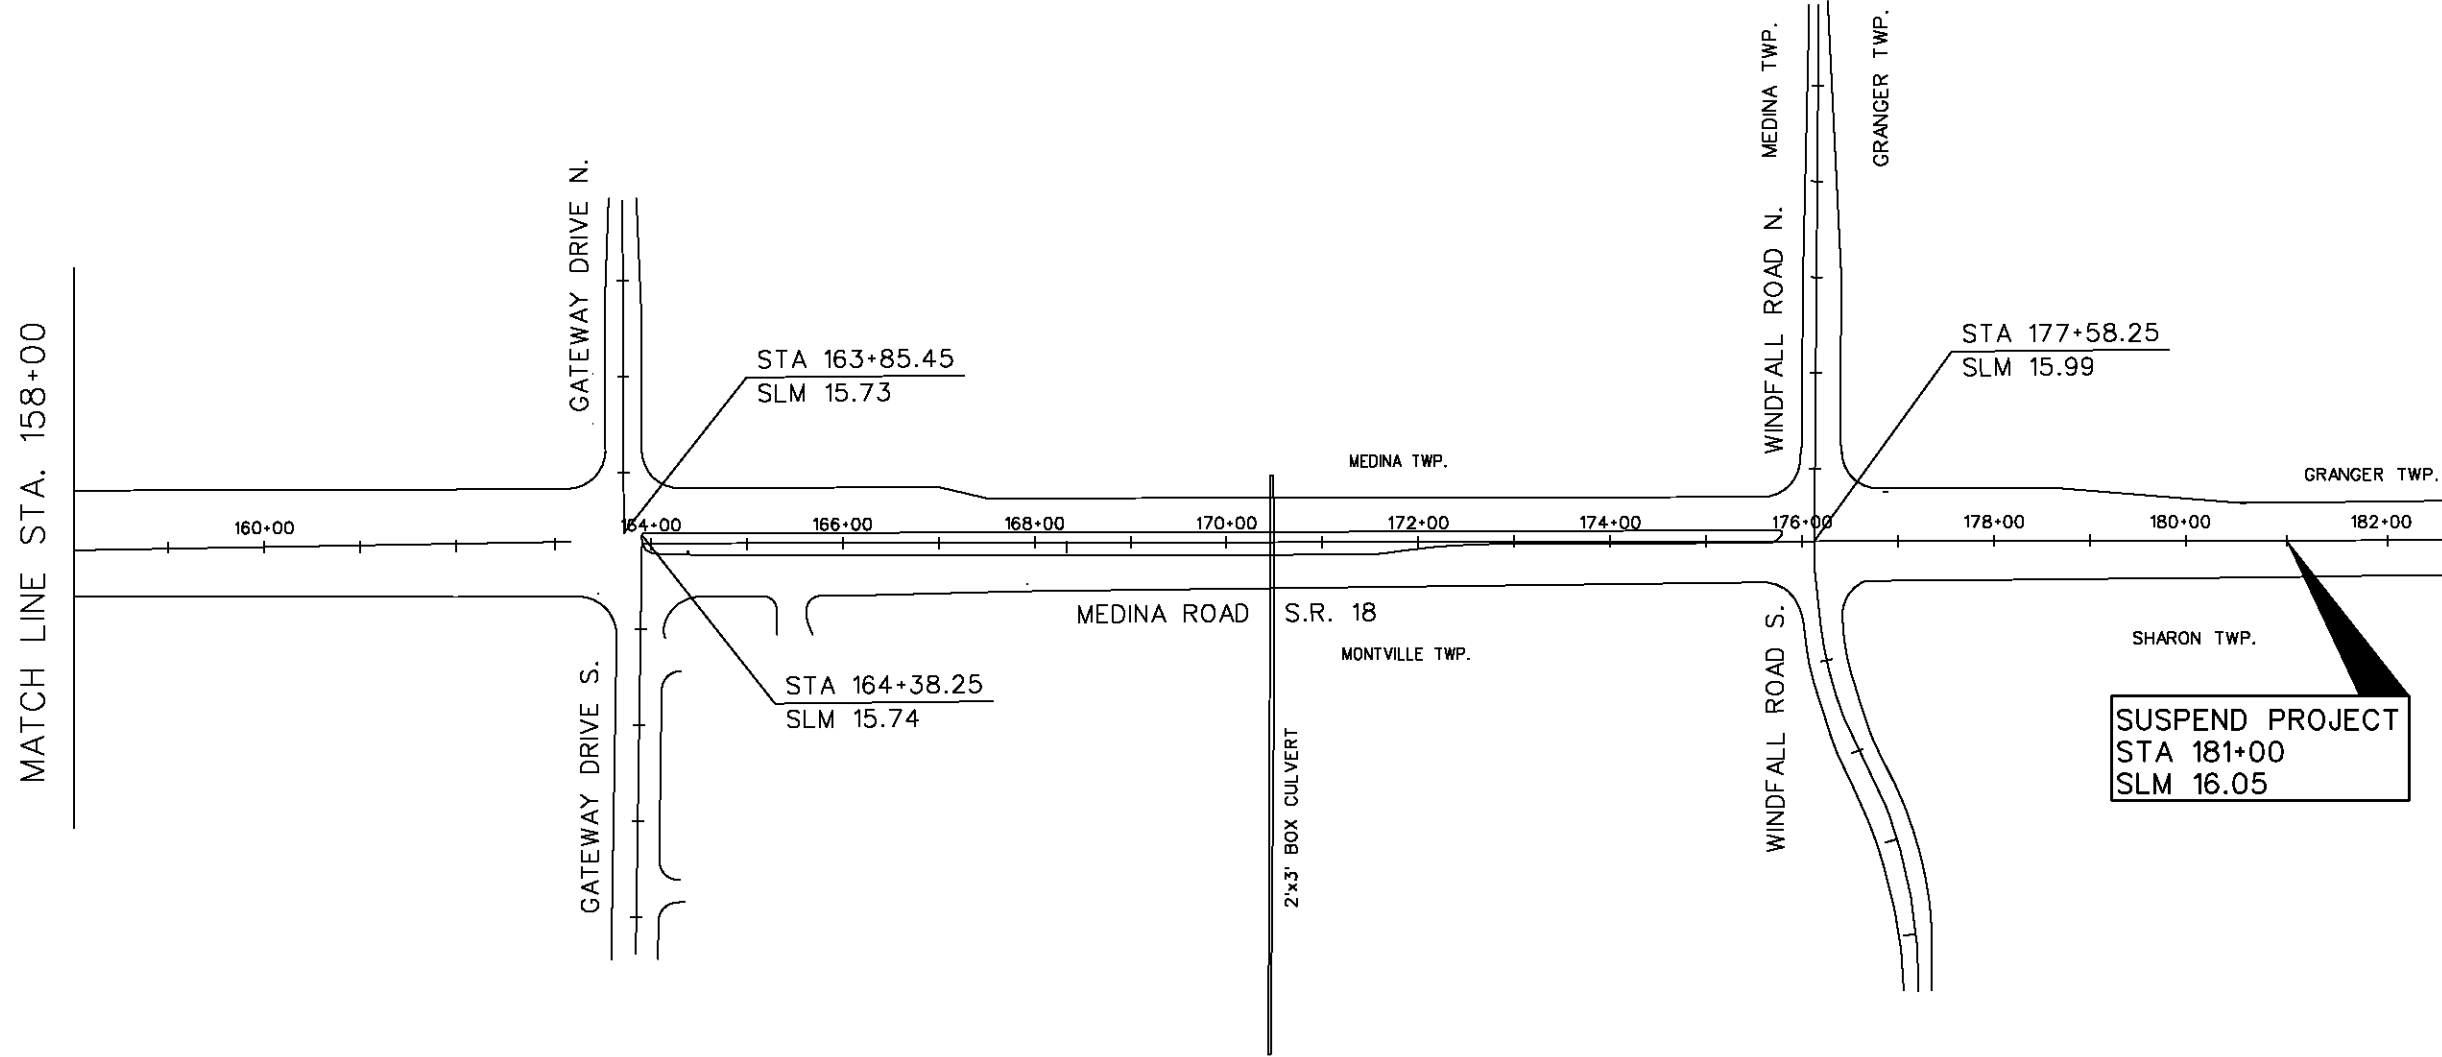 MATCH LINE STA. 158+00
GATEWAY DRIVE N.
STA 163+85.45
SLM 15.73
MEDINA TWP.
GRANGER TWP.
WINDFALL ROAD N.
STA 177+58.25
SLM 15.99
MEDINA TWP.
GRANGER TWP.
160+00
164+00
166+00
168+00
170+00
172+00
174+00
176+00
178+00
180+00
182+00
MEDINA ROAD S.R. 18
MONTVILLE TWP.
SHARON TWP.
GATEWAY DRIVE S.
STA 164+38.25
SLM 15.74
2'x3' BOX CULVERT
WINDFALL ROAD S.
SUSPEND PROJECT
STA 181+00
SLM 16.05